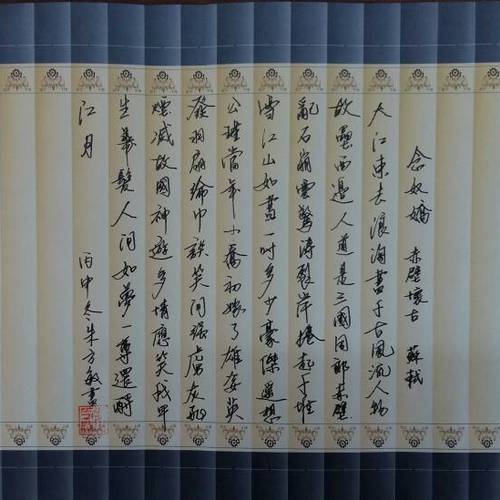 念奴嬌 赤壁懷古 蘇軾
大江東去浪淘盡千古風流人物
故壘西邊人道是三國周郎赤壁
亂石崩雲驚濤裂岸捲起千堆
雪江山如畫一時多少豪傑遙想
公瑾當年小喬初嫁了雄姿英
發羽扇綸巾談笑間強虜灰飛
煙滅故國神遊多情應笑我早
生華髮人間如夢一尊還酹
江月 丙申冬朱方敏書